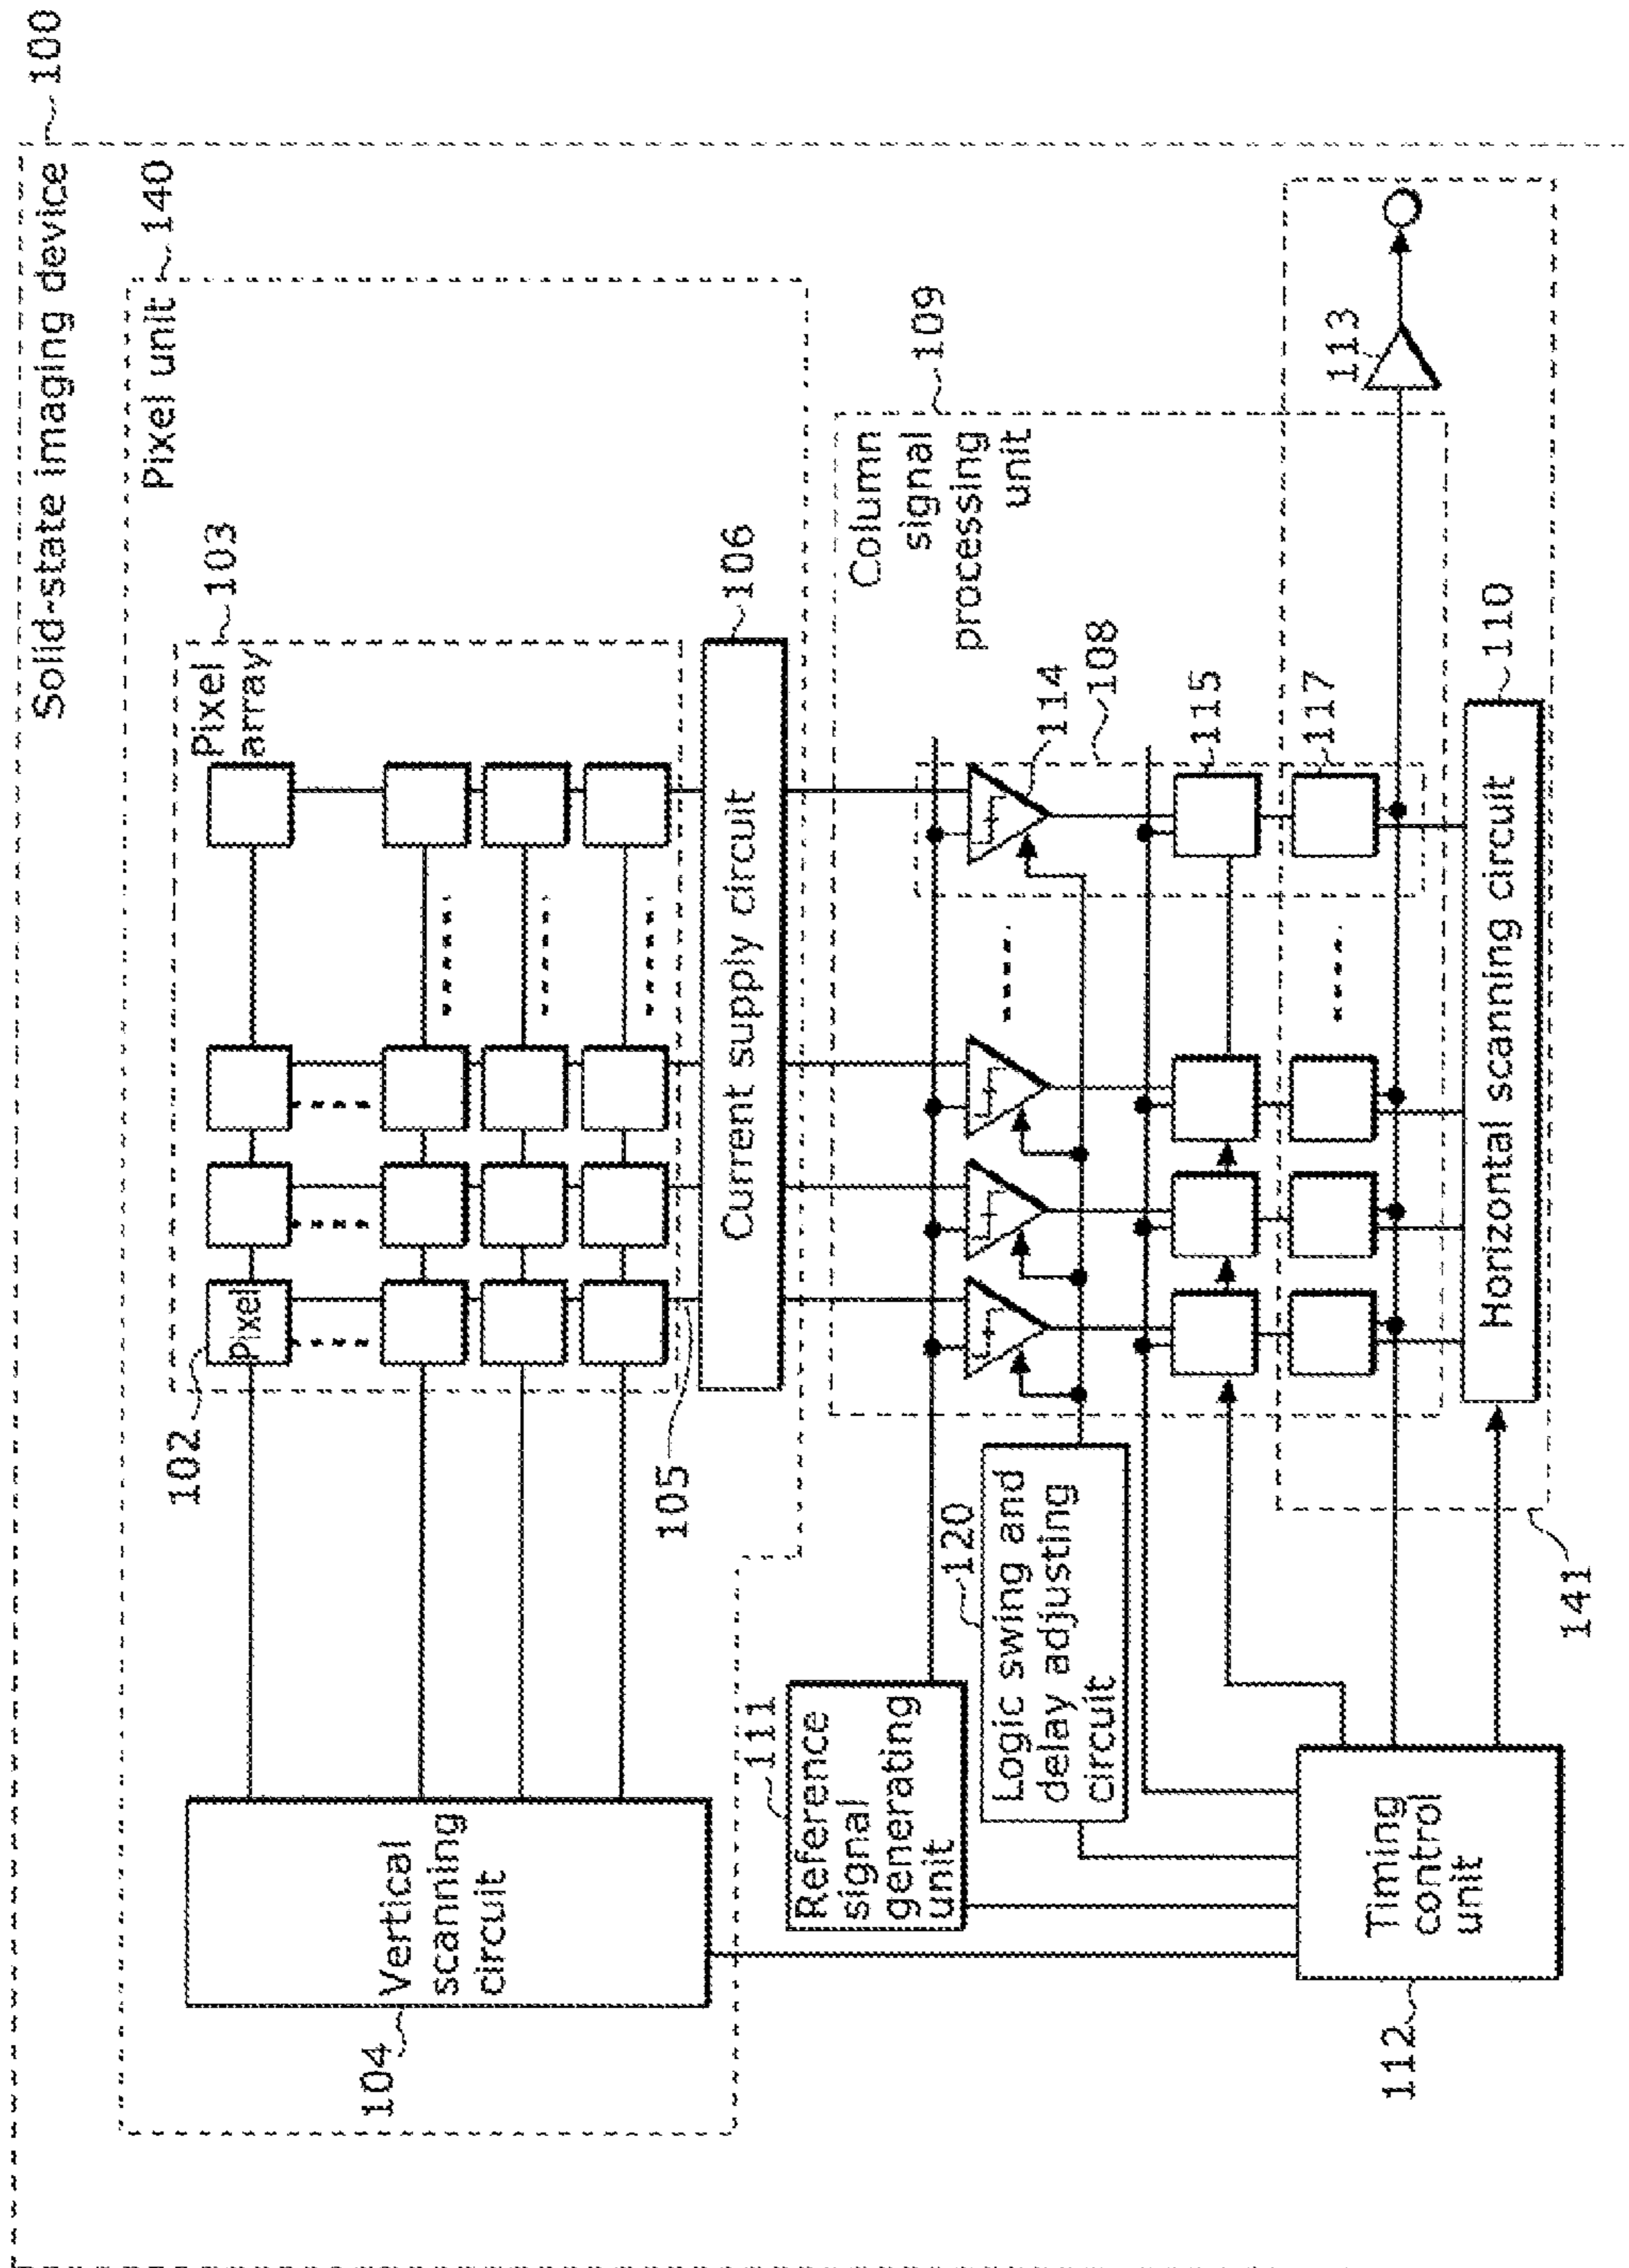 Solid-state imaging device
100
Pixel unit
140
Pixel
array
103
102
Pixel
Vertical
scanning
circuit
104
105
Current supply circuit
106
Column
signal
processing
unit
109
111
Reference
signal
generating
unit
120
Logic swing and
delay adjusting
circuit
114
108
115
117
113
Timing
control
unit
112
Horizontal scanning circuit
110
141